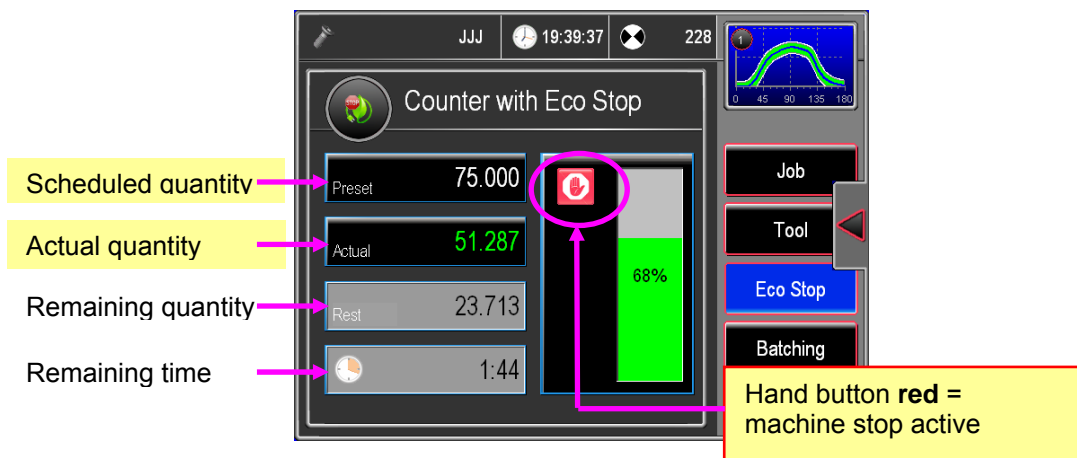 JJJ 19:39:37 228
1
0 45 90 135 180
STOP
Counter with Eco Stop
Scheduled quantity
Preset 75.000
Actual quantity
Actual 51.287
Remaining quantity
Rest 23.713
Remaining time
1:44
68%
Job
Tool
Eco Stop
Batching
Hand button red =
machine stop active